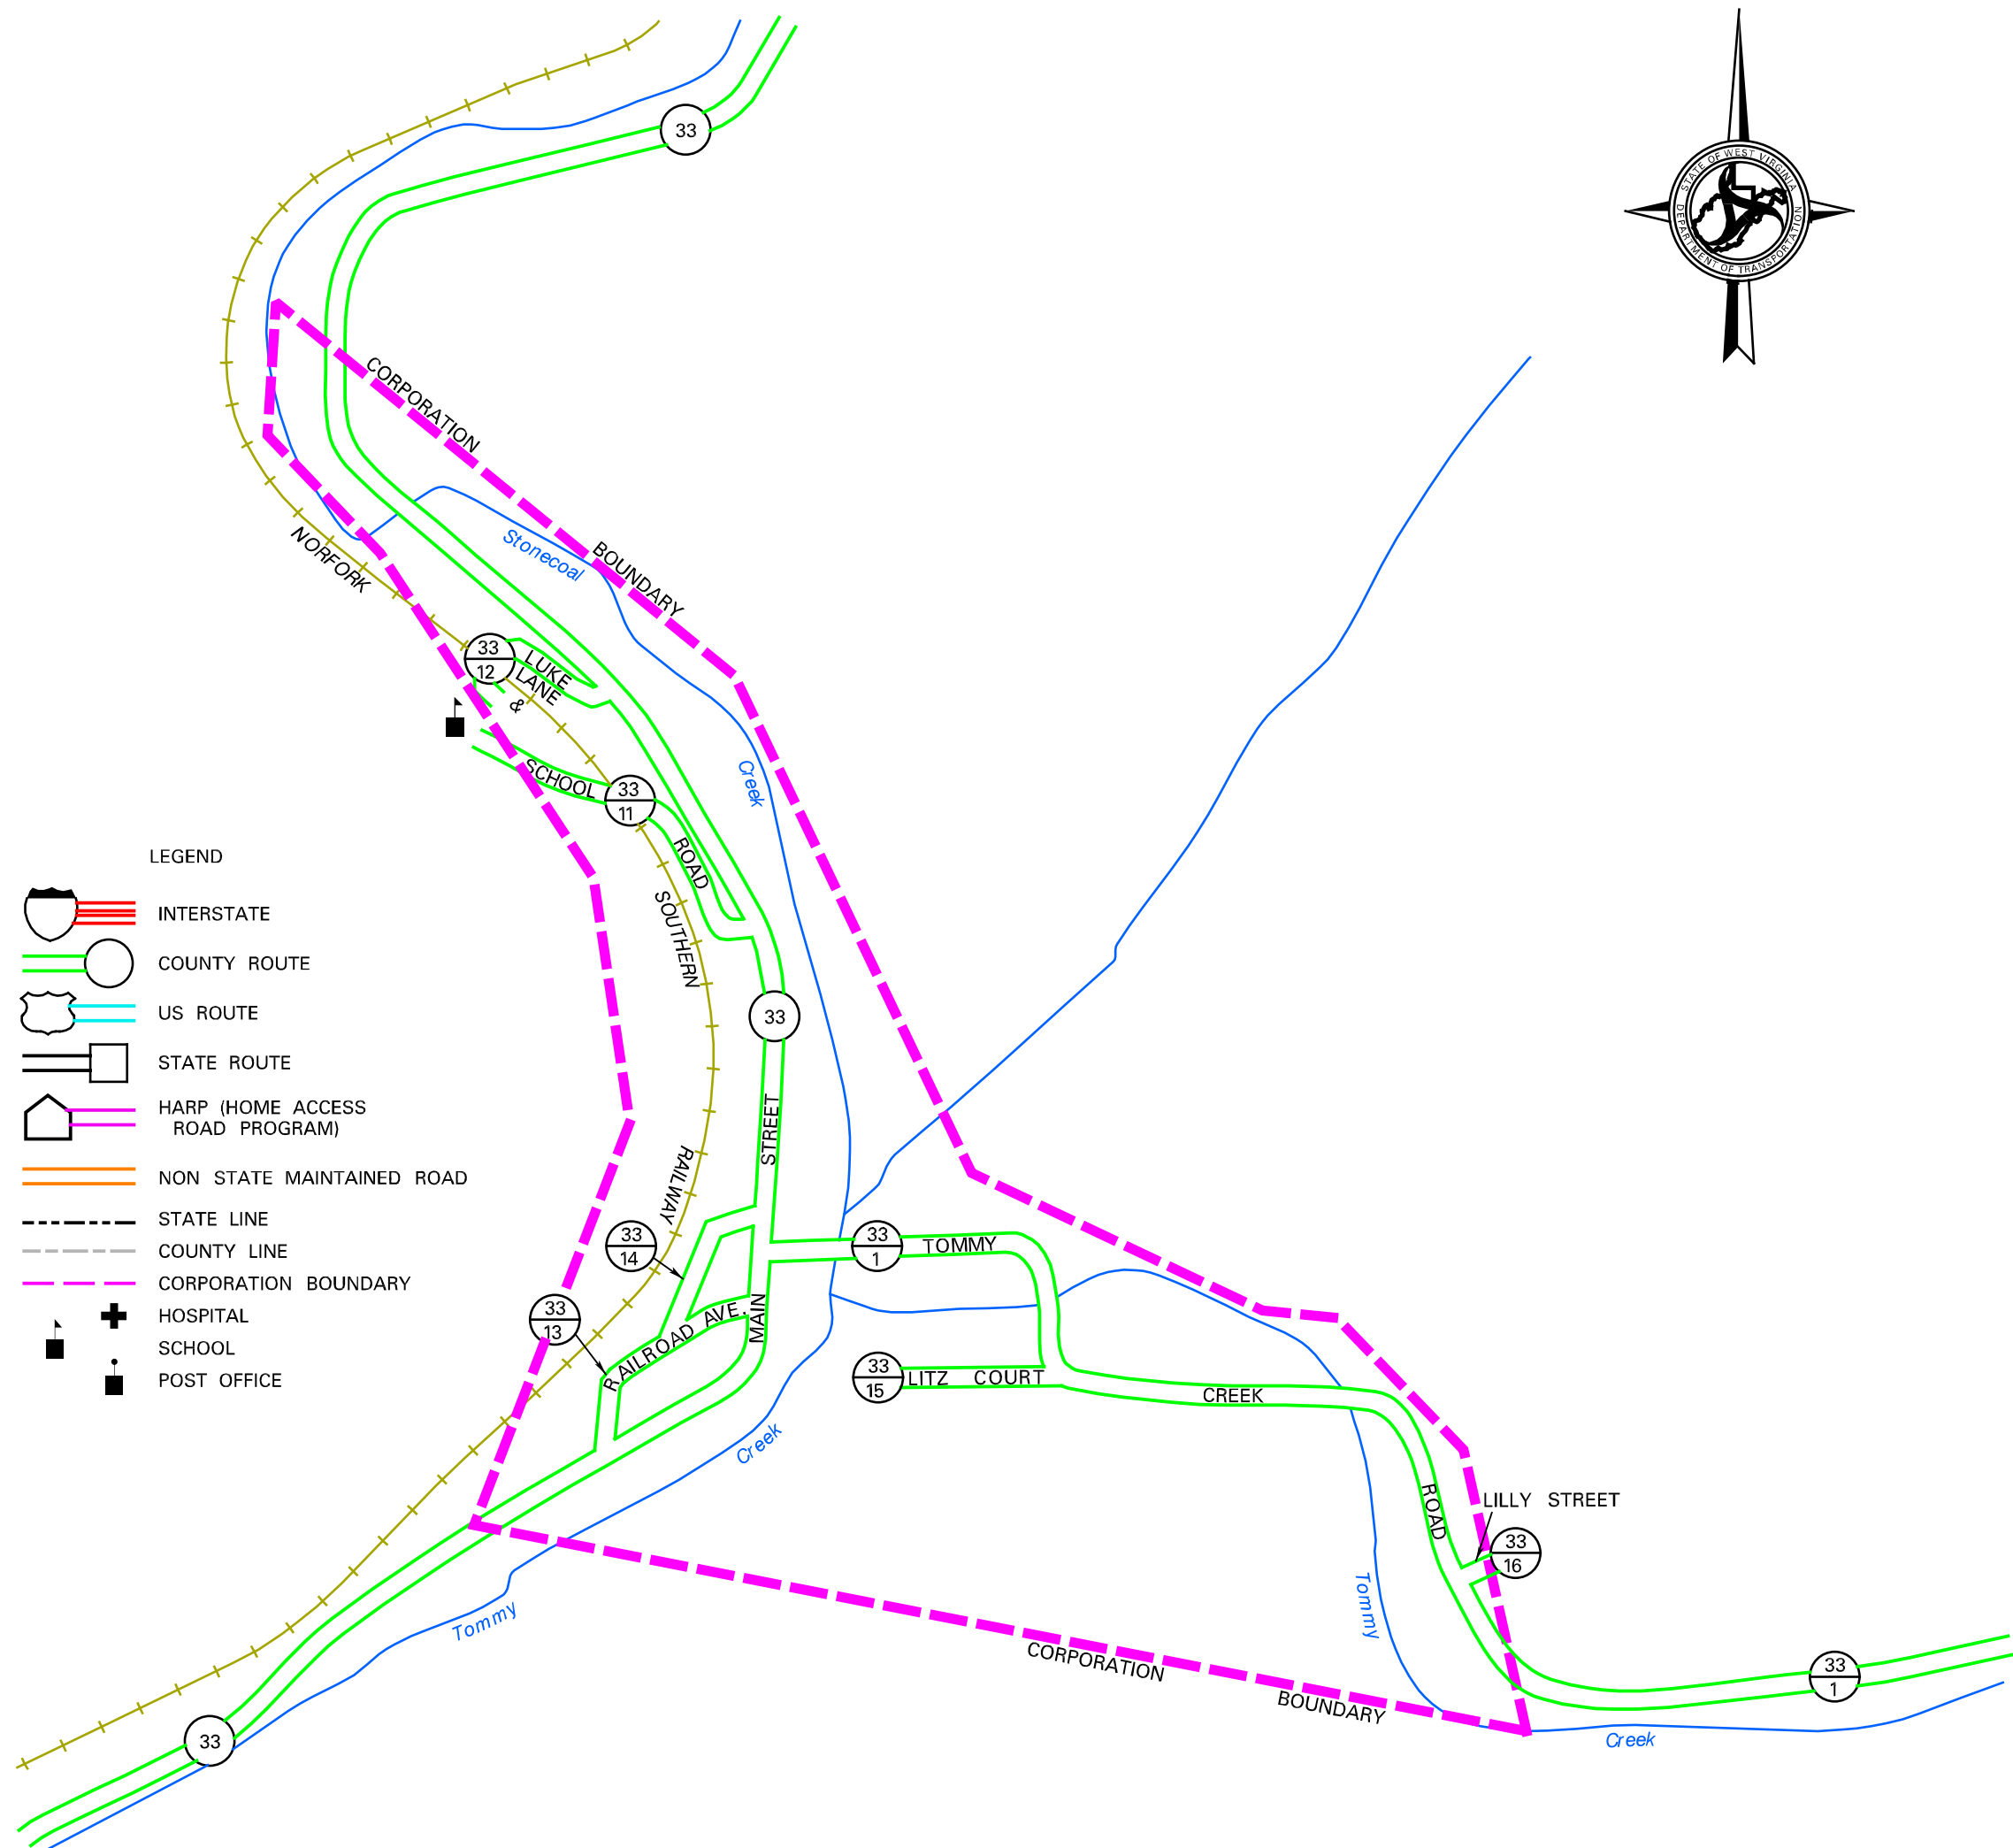 33
STATE OF WEST VIRGINIA
DEPARTMENT OF TRANSPORTATION
CORPORATION
BOUNDARY
Stonecoal
Creek
NORFORK
&
SOUTHERN
RAILWAY
33
12
LUKE
LANE
SCHOOL
33
11
ROAD
33
STREET
MAIN
33
14
33
13
RAILROAD AVE.
33
1
TOMMY
CREEK
ROAD
33
15
LITZ COURT
LILLY STREET
33
16
33
1
Creek
Tommy
Tommy
Creek
CORPORATION
BOUNDARY
33
LEGEND
INTERSTATE
COUNTY ROUTE
US ROUTE
STATE ROUTE
HARP (HOME ACCESS
ROAD PROGRAM)
NON STATE MAINTAINED ROAD
STATE LINE
COUNTY LINE
CORPORATION BOUNDARY
HOSPITAL
SCHOOL
POST OFFICE